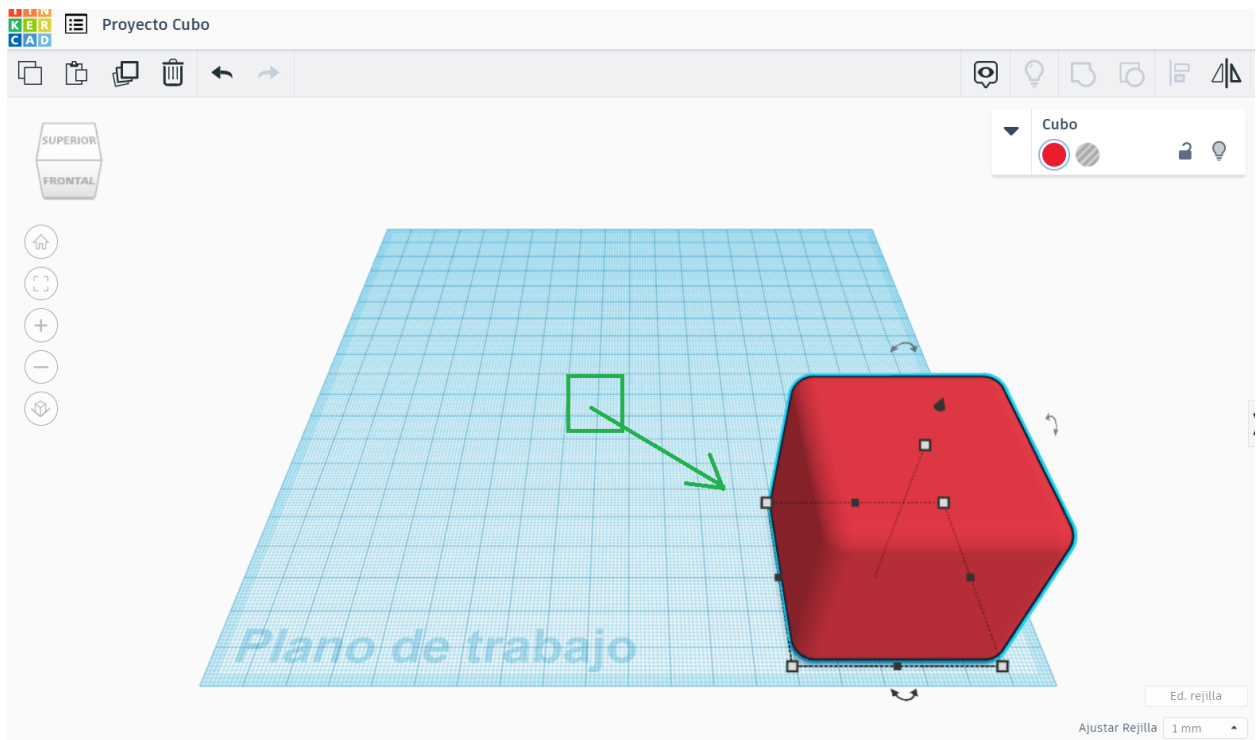 TIN
KER
CAD
Proyecto Cubo
SUPERIOR
FRONTAL
Cubo
Plano de trabajo
Ed. rejilla
Ajustar Rejilla 1 mm